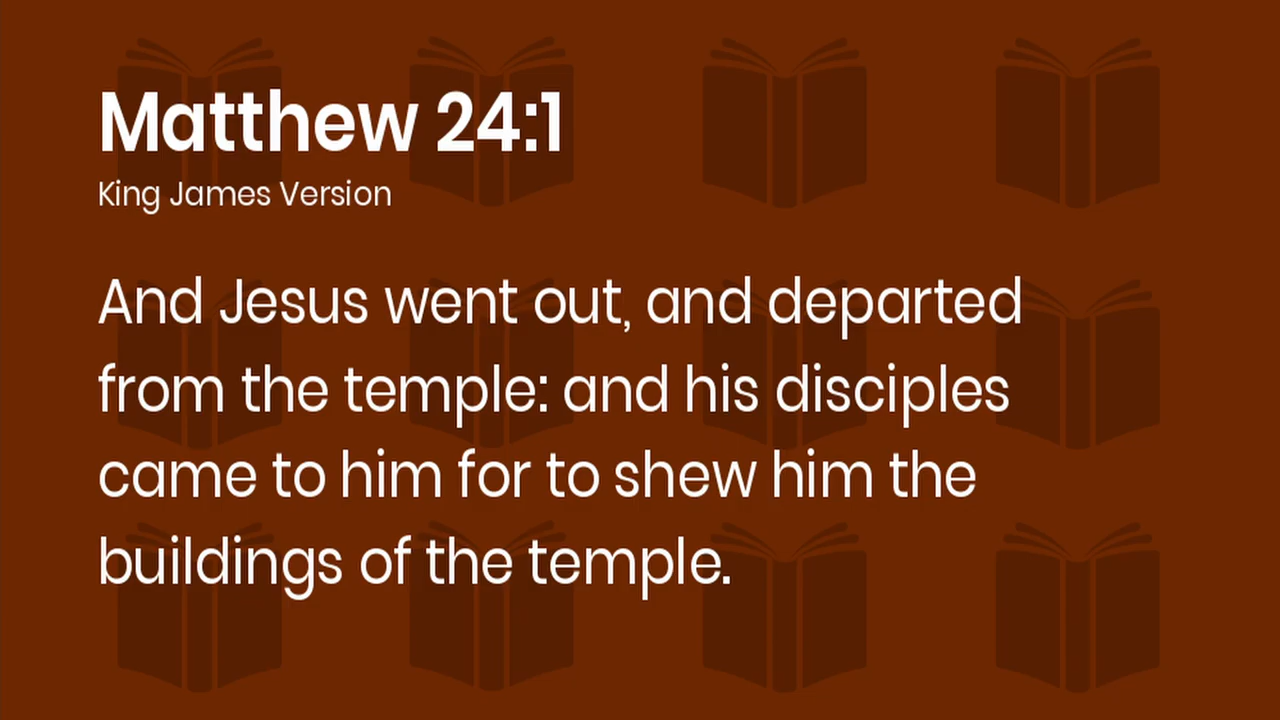 Matthew 24:1
King James Version
And Jesus went out, and departed
from the temple: and his disciples
came to him for to shew him the
buildings of the temple.